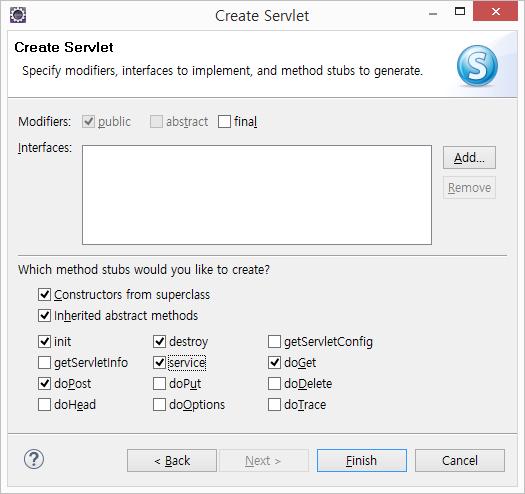 Create Servlet
Create Servlet
Specify modifiers, interfaces to implement, and method stubs to generate.
S
Modifiers: public abstract final
Interfaces:
Add...
Remove
Which method stubs would you like to create?
Constructors from superclass
Inherited abstract methods
init destroy getServletConfig
getServletInfo service doGet
doPost doPut doDelete
doHead doOptions doTrace
? < Back Next > Finish Cancel